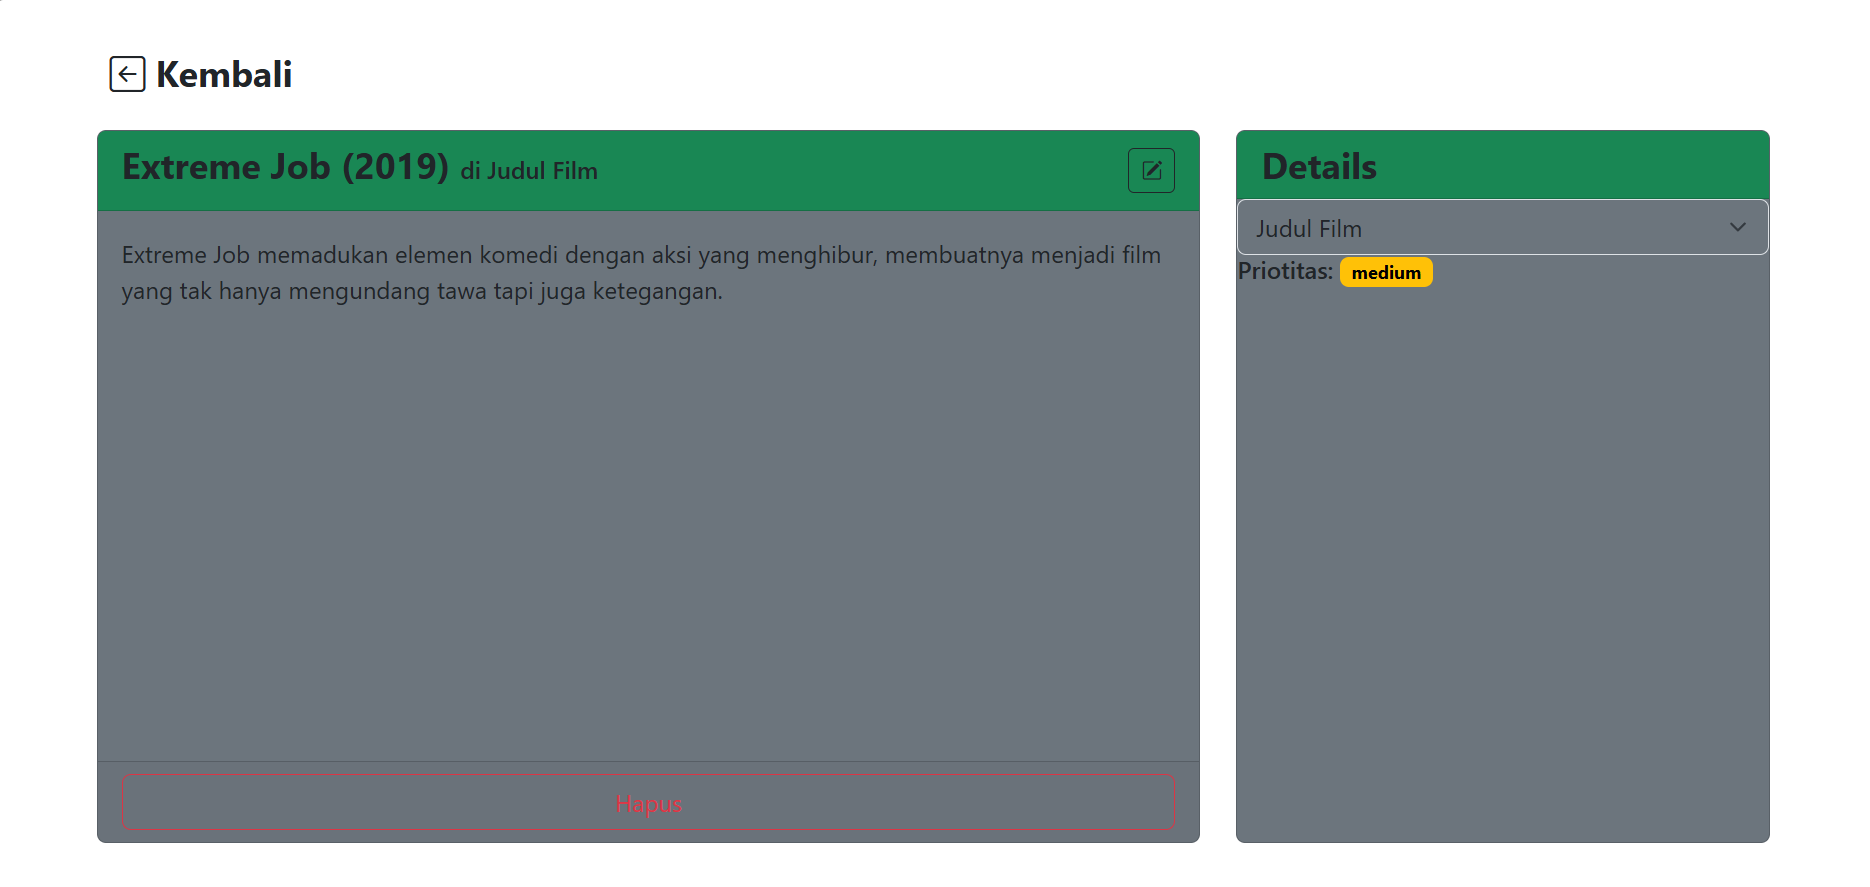 Kembali
Extreme Job (2019) di Judul Film
Extreme Job memadukan elemen komedi dengan aksi yang menghibur, membuatnya menjadi film
yang tak hanya mengundang tawa tapi juga ketegangan.
Hapus
Details
Judul Film
Priotitas: medium